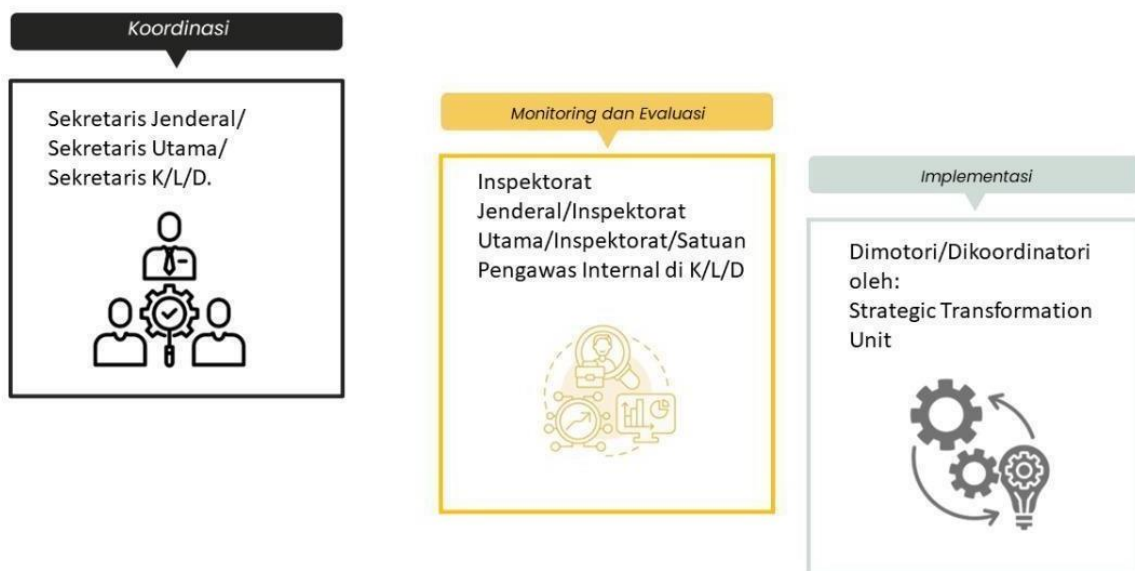 Koordinasi
Sekretaris Jenderal/
Sekretaris Utama/
Sekretaris K/L/D.
Monitoring dan Evaluasi
Inspektorat
Jenderal/Inspektorat
Utama/Inspektorat/Satuan
Pengawas Internal di K/L/D
Implementasi
Dimotori/Dikoordinatori
oleh:
Strategic Transformation
Unit